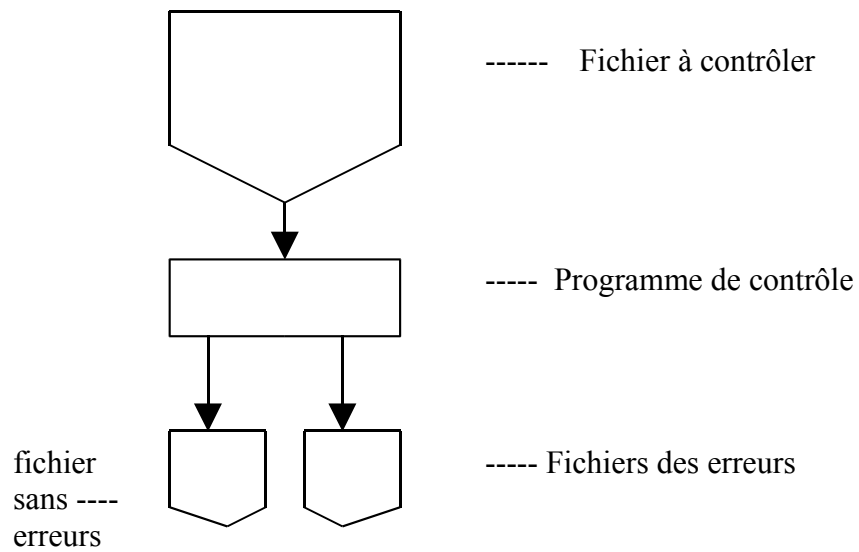 ------ Fichier à contrôler
----- Programme de contrôle
fichier
sans ----
erreurs
----- Fichiers des erreurs